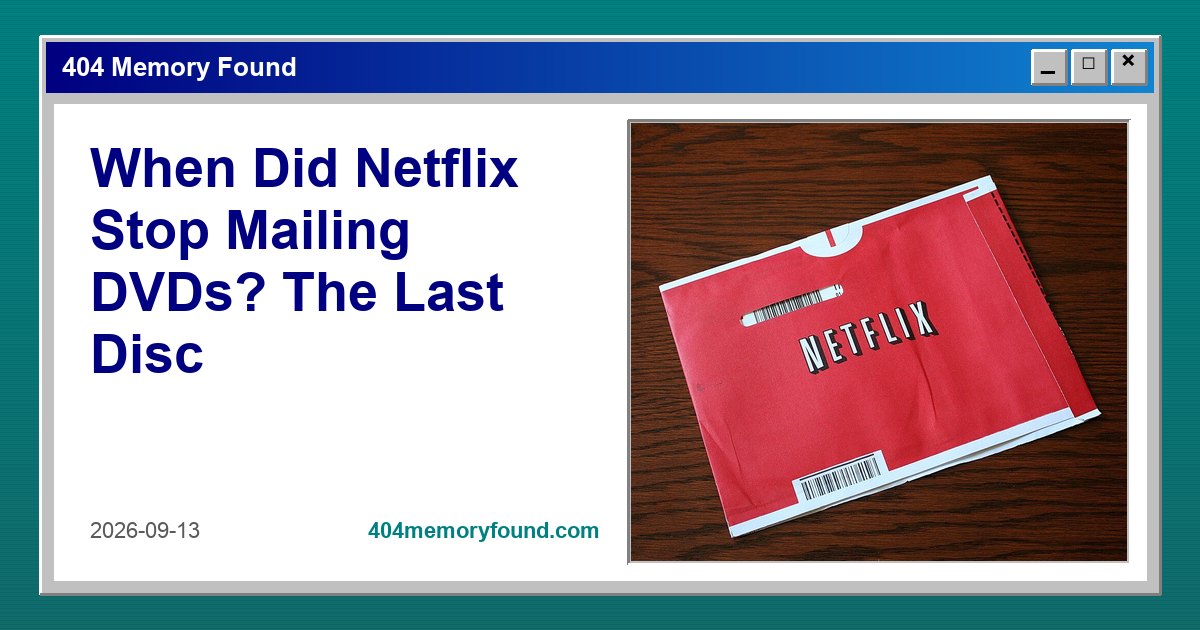 404 Memory Found
When Did Netflix
Stop Mailing
DVDs? The Last
Disc
2026-09-13
404memoryfound.com
NETFLIX